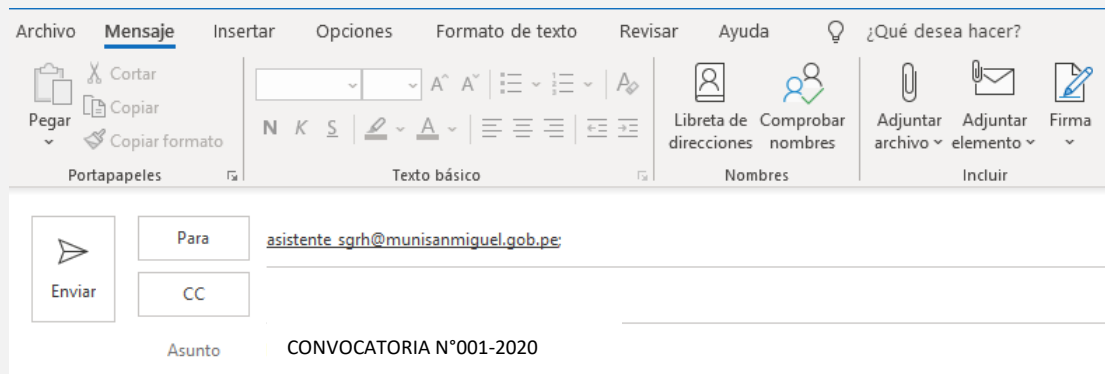 Archivo Mensaje Insertar Opciones Formato de texto Revisar Ayuda ¿Qué desea hacer?
Pegar
Cortar
Copiar
Copiar formato
Portapapeles
N K S A
Texto básico
Libreta de direcciones
Comprobar nombres
Nombres
Adjuntar archivo
Adjuntar elemento
Firma
Incluir
Enviar
Para asistente_sgrh@munisanmiguel.gob.pe;
CC
Asunto CONVOCATORIA N°001-2020